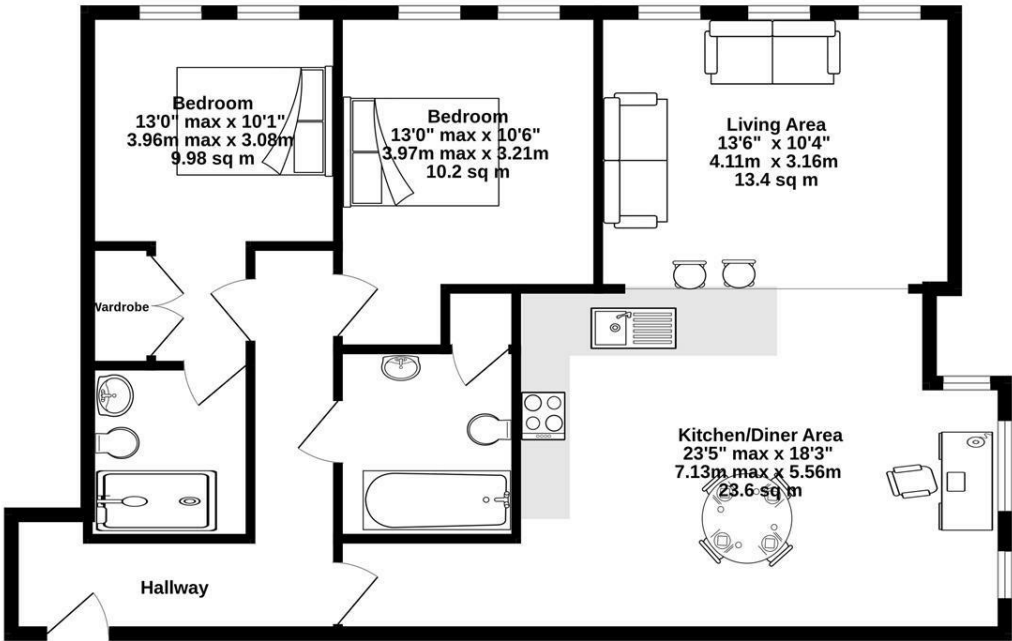 Bedroom
13'0" max x 10'1"
3.96m max x 3.08m
9.98 sq m
Bedroom
13'0" max x 10'6"
3.97m max x 3.21m
10.2 sq m
Living Area
13'6" x 10'4"
4.11m x 3.16m
13.4 sq m
Wardrobe
Kitchen/Diner Area
23'5" max x 18'3"
7.13m max x 5.56m
23.6 sq m
Hallway